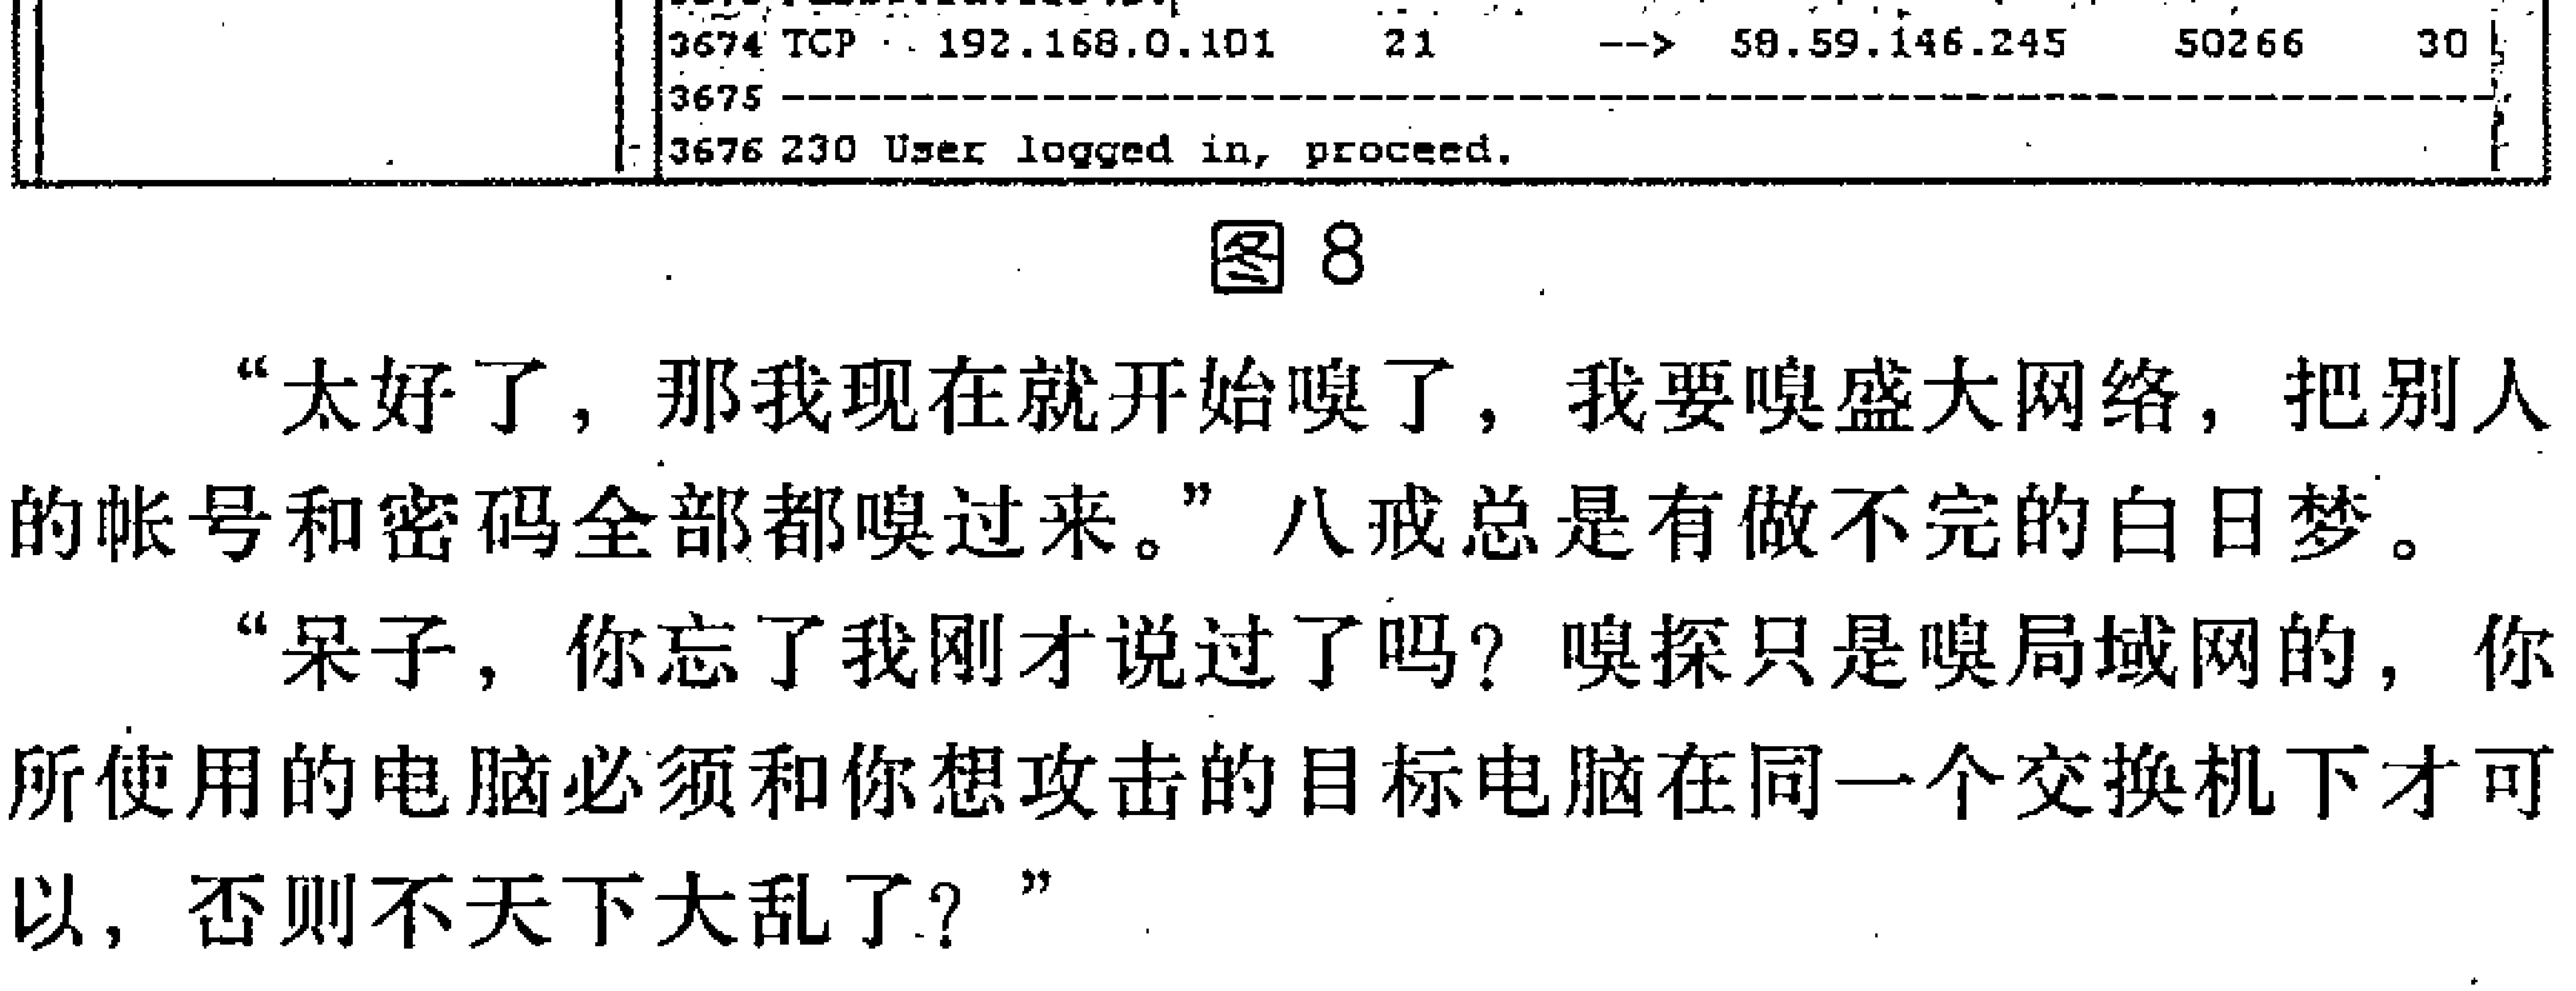 3674 TCP 192.168.0.101 21 --> 58.59.146.245 50266 30
3675 ------------------------------------------------------------
3676 230 User logged in, proceed.
图 8
“太好了，那我现在就开始嗅了，我要嗅盛大网络，把别人
的帐号和密码全部都嗅过来。”八戒总是有做不完的白日梦。
“呆子，你忘了我刚才说过了吗？嗅探只是嗅局域网的，你
所使用的电脑必须和你想攻击的目标电脑在同一个交换机下才可
以，否则不天下大乱了？”